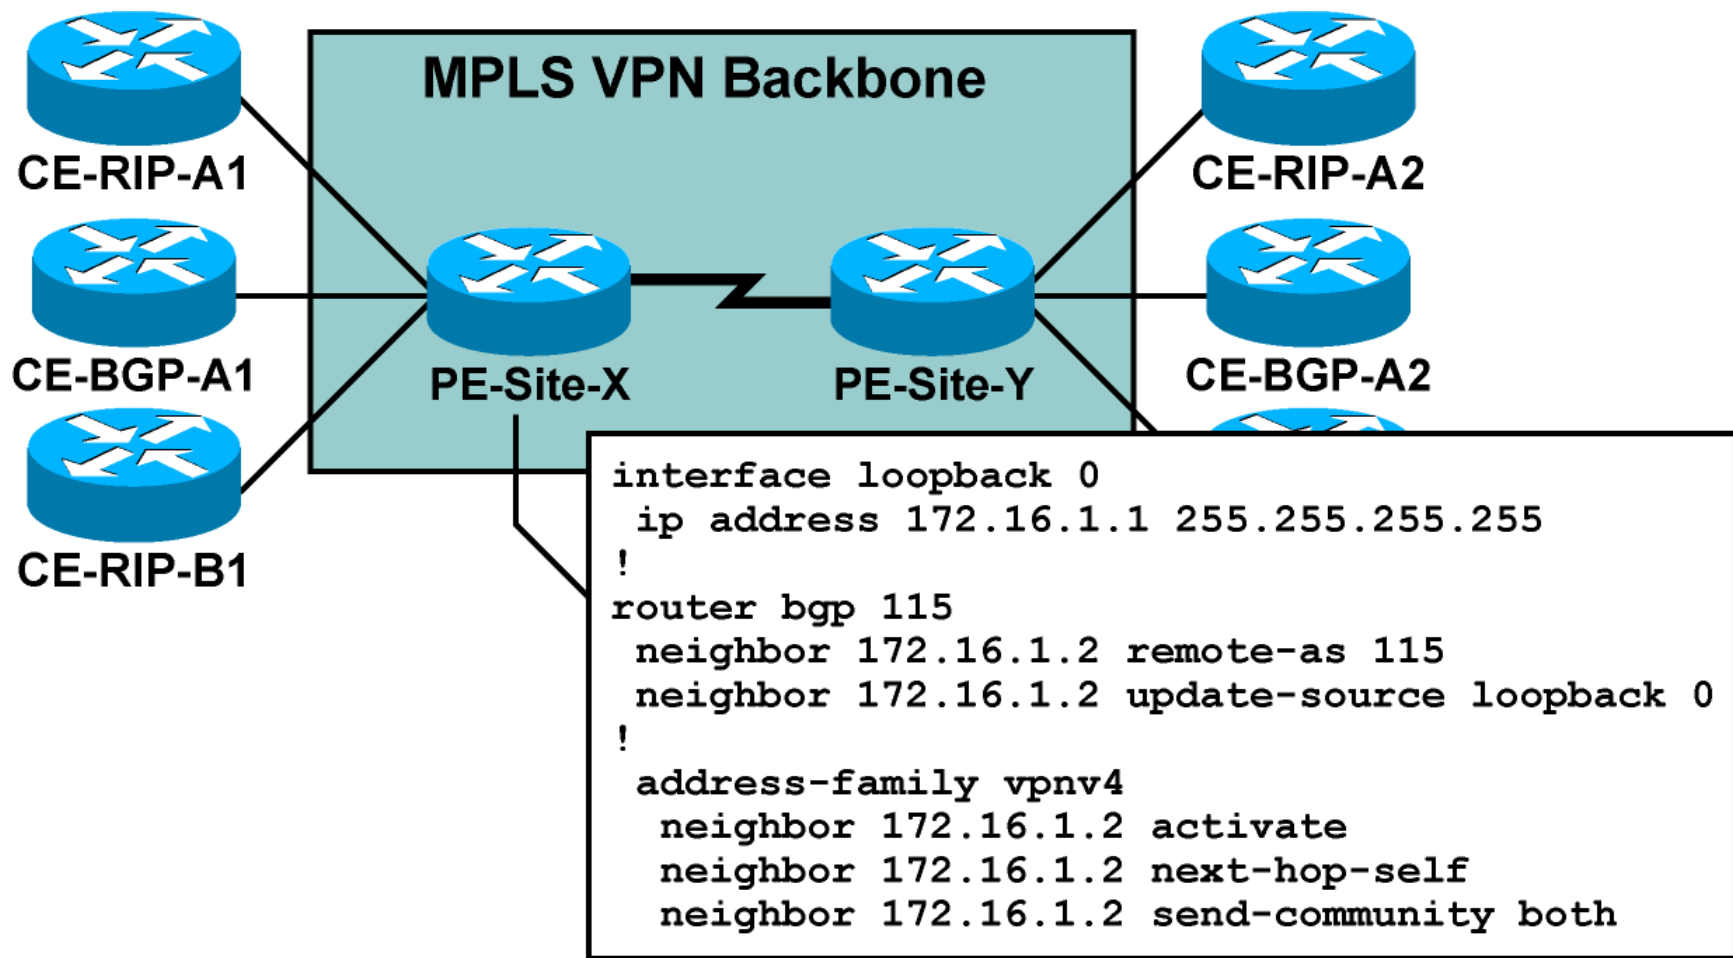 MPLS VPN Backbone
CE-RIP-A1
CE-RIP-A2
CE-BGP-A1
PE-Site-X
PE-Site-Y
CE-BGP-A2
CE-RIP-B1
interface loopback 0
ip address 172.16.1.1 255.255.255.255
!
router bgp 115
neighbor 172.16.1.2 remote-as 115
neighbor 172.16.1.2 update-source loopback 0
!
address-family vpnv4
neighbor 172.16.1.2 activate
neighbor 172.16.1.2 next-hop-self
neighbor 172.16.1.2 send-community both